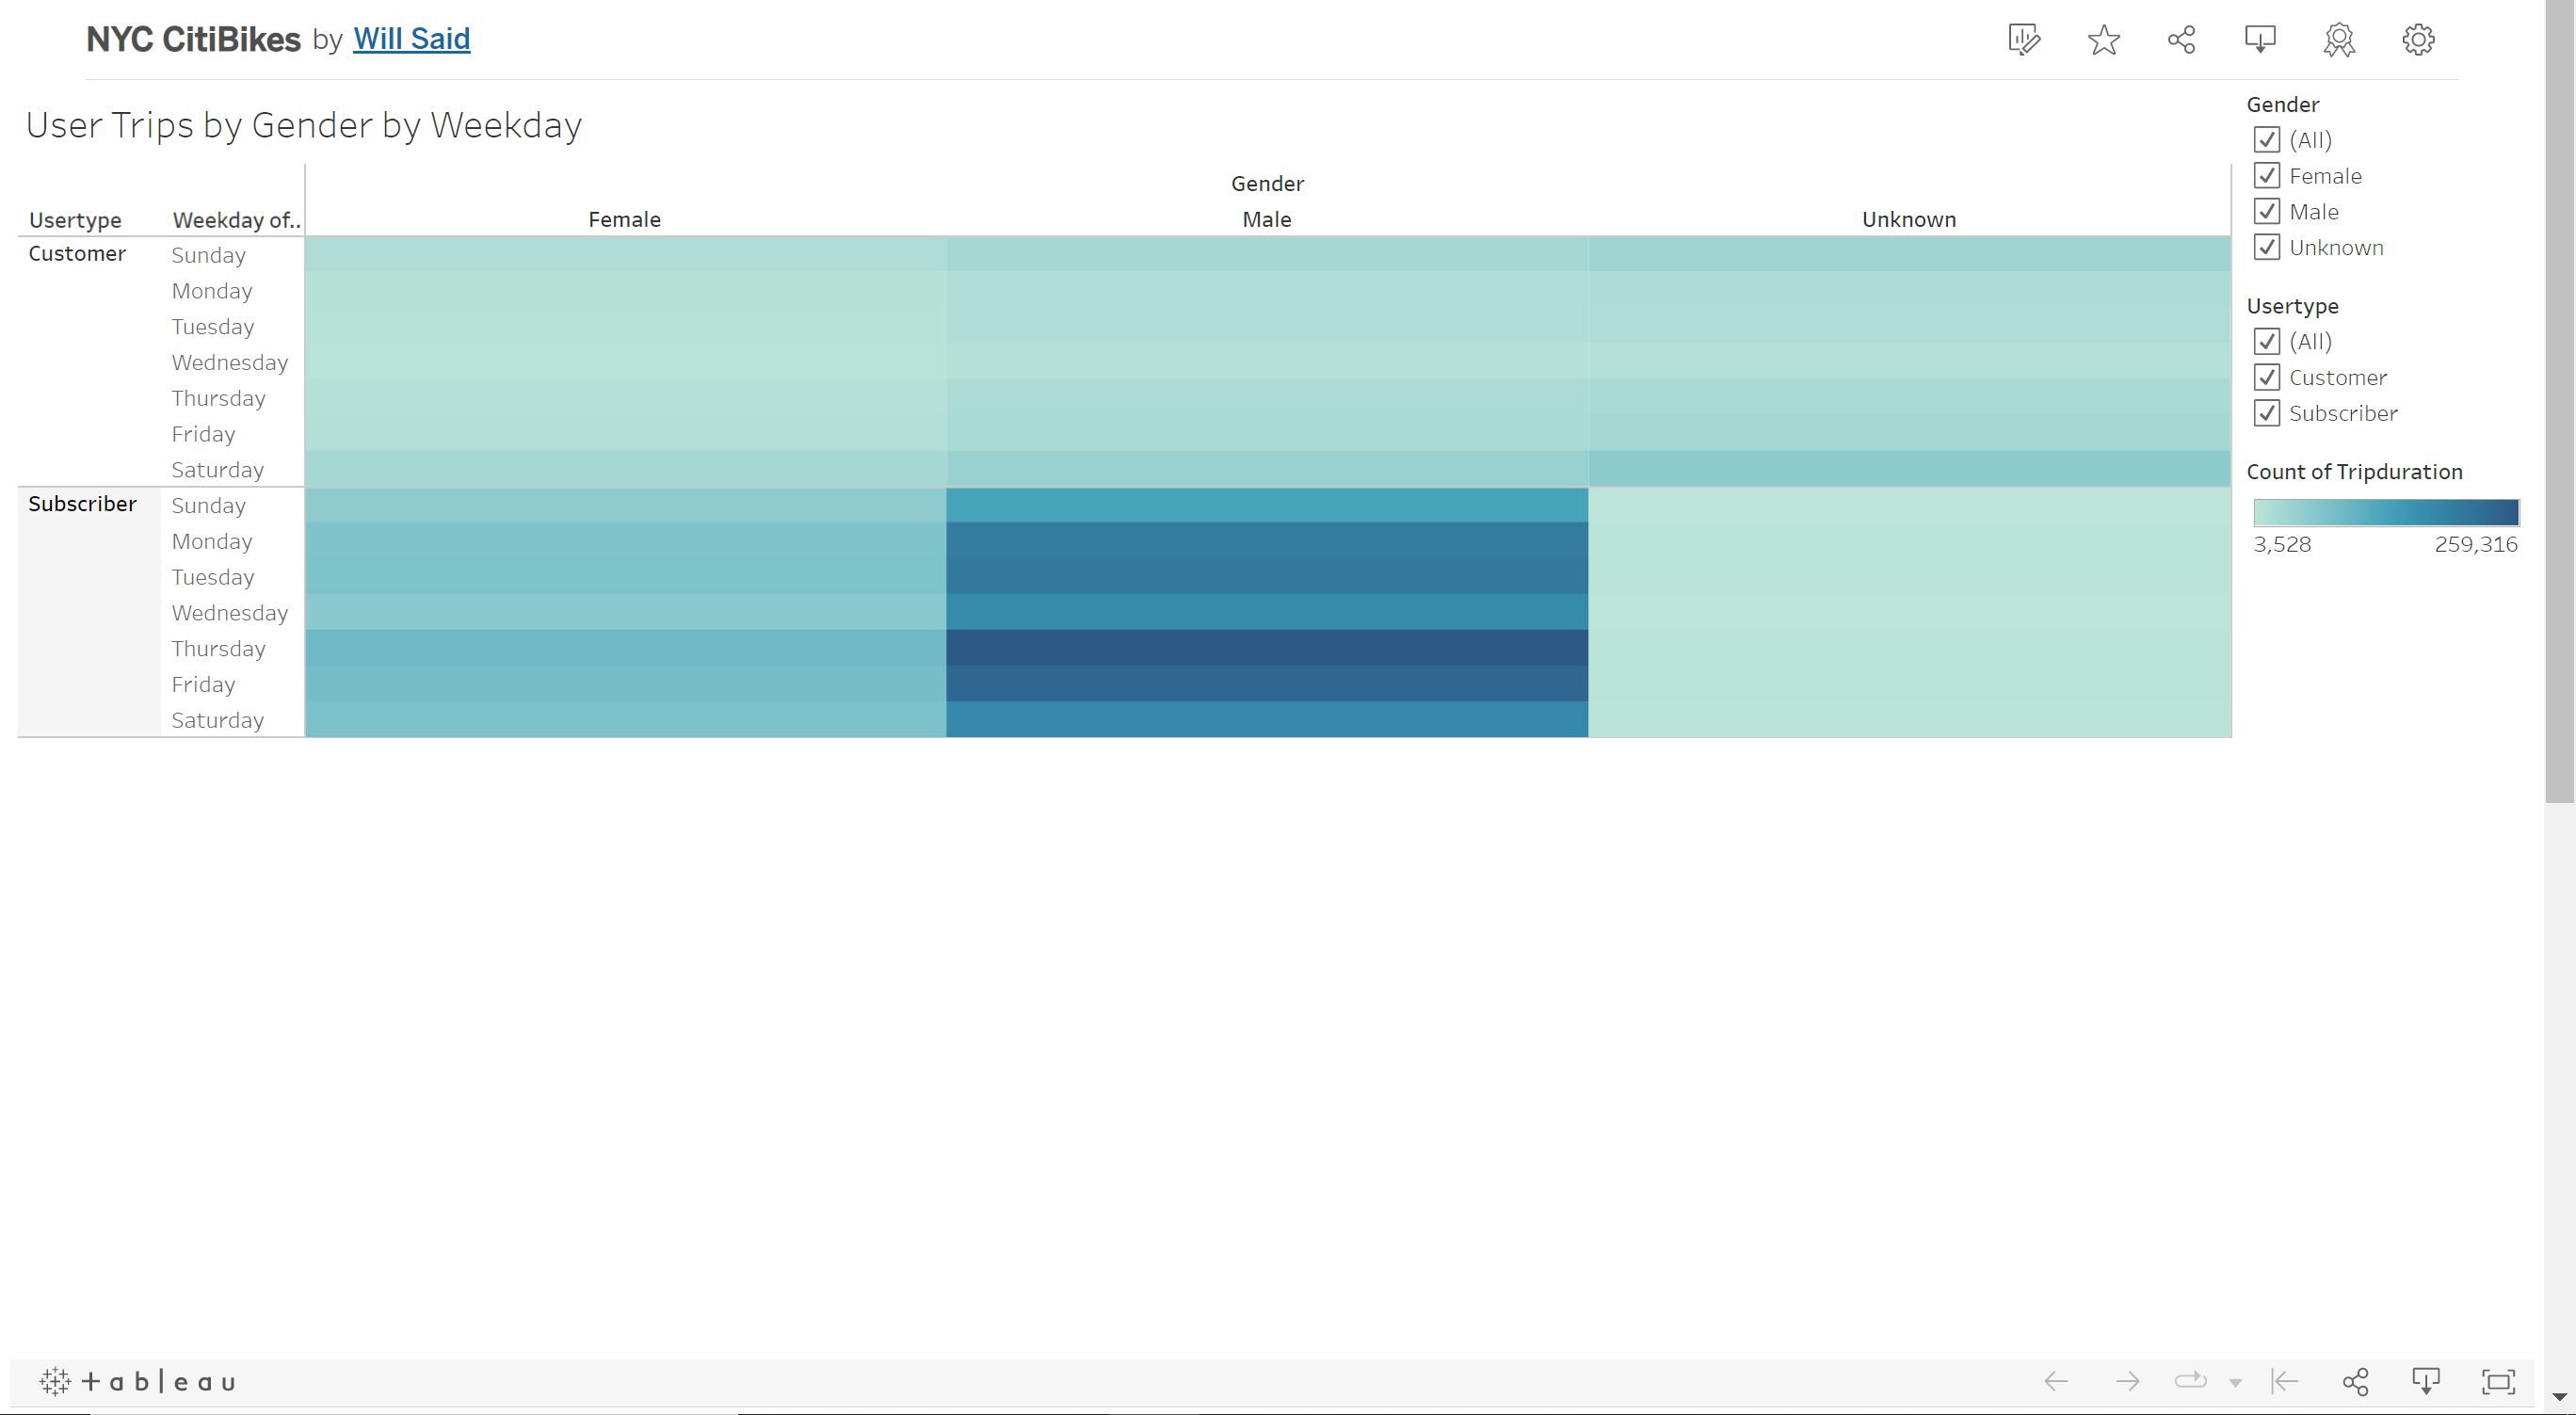 NYC CitiBikes by Will Said
User Trips by Gender by Weekday
Gender
Usertype Weekday of.. Female Male Unknown
Customer Sunday
Monday
Tuesday
Wednesday
Thursday
Friday
Saturday
Subscriber Sunday
Monday
Tuesday
Wednesday
Thursday
Friday
Saturday
Gender
(All)
Female
Male
Unknown
Usertype
(All)
Customer
Subscriber
Count of Tripduration
3,528 259,316
+ableau